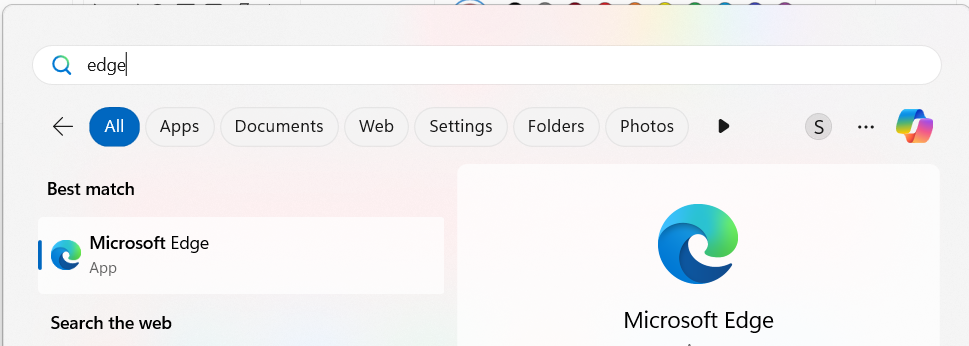 edge
All Apps Documents Web Settings Folders Photos S
Best match
Microsoft Edge
App
Search the web
Microsoft Edge